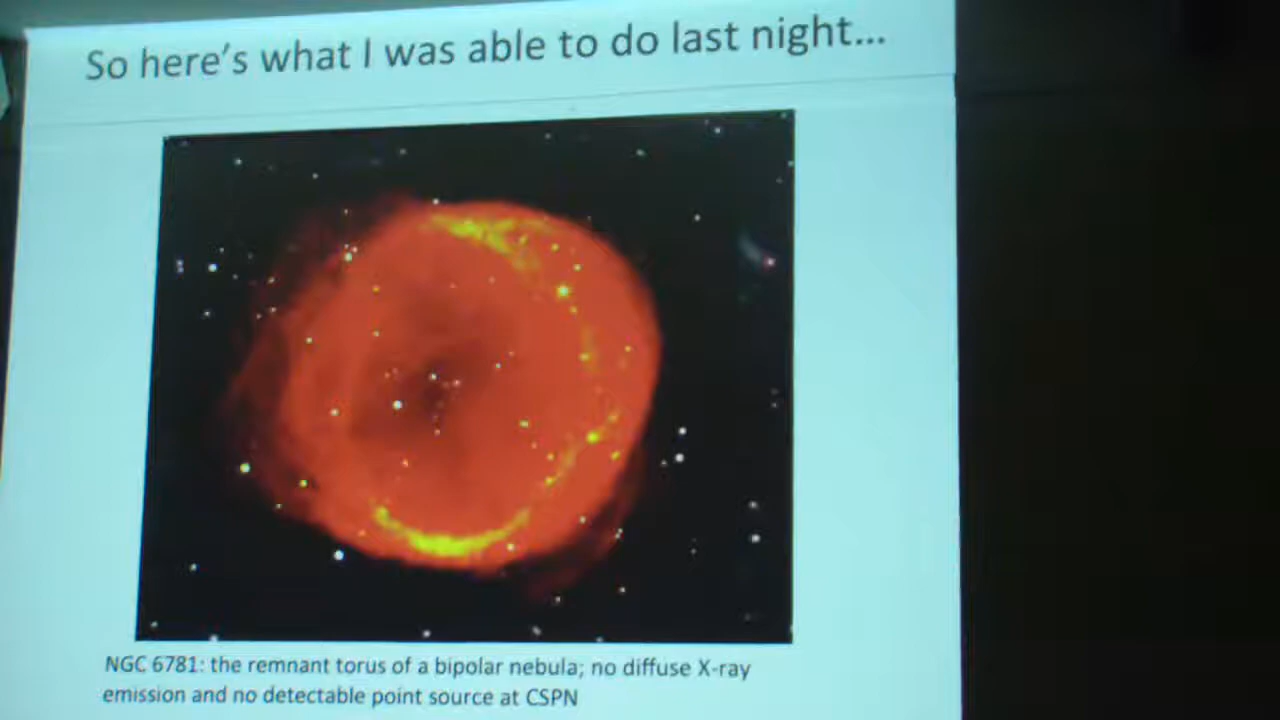 So here's what I was able to do last night...
NGC 6781: the remnant torus of a bipolar nebula; no diffuse X-ray
emission and no detectable point source at CSPN